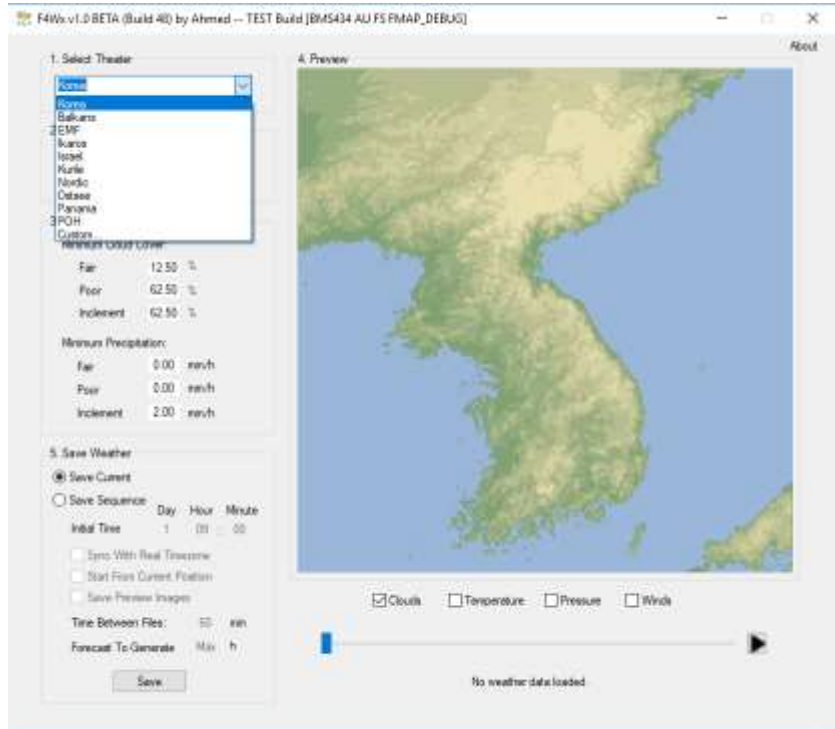 F4Wx v1.0 BETA (Build 48) by Ahmed -- TEST Build [BMS434 AU FS FMAP_DEBUG]
About
1. Select Theater
Korea
Korea
Balkans
EMF
Ikaros
Israel
Kurile
Nordic
Ostsee
Panama
POH
Custom...
2
3
Minimum Cloud Cover:
Fair 12.50 %
Poor 62.50 %
Inclement 62.50 %
Minimum Precipitation:
Fair 0.00 mm/h
Poor 0.00 mm/h
Inclement 2.00 mm/h
5. Save Weather
Save Current
Save Sequence
Day Hour Minute
Initial Time 1 : 00
Sync With Real Timezone
Start From Current Position
Save Preview Images
Time Between Files: min
Forecast To Generate Max h
Save
4. Preview
Clouds Temperature Pressure Winds
No weather data loaded